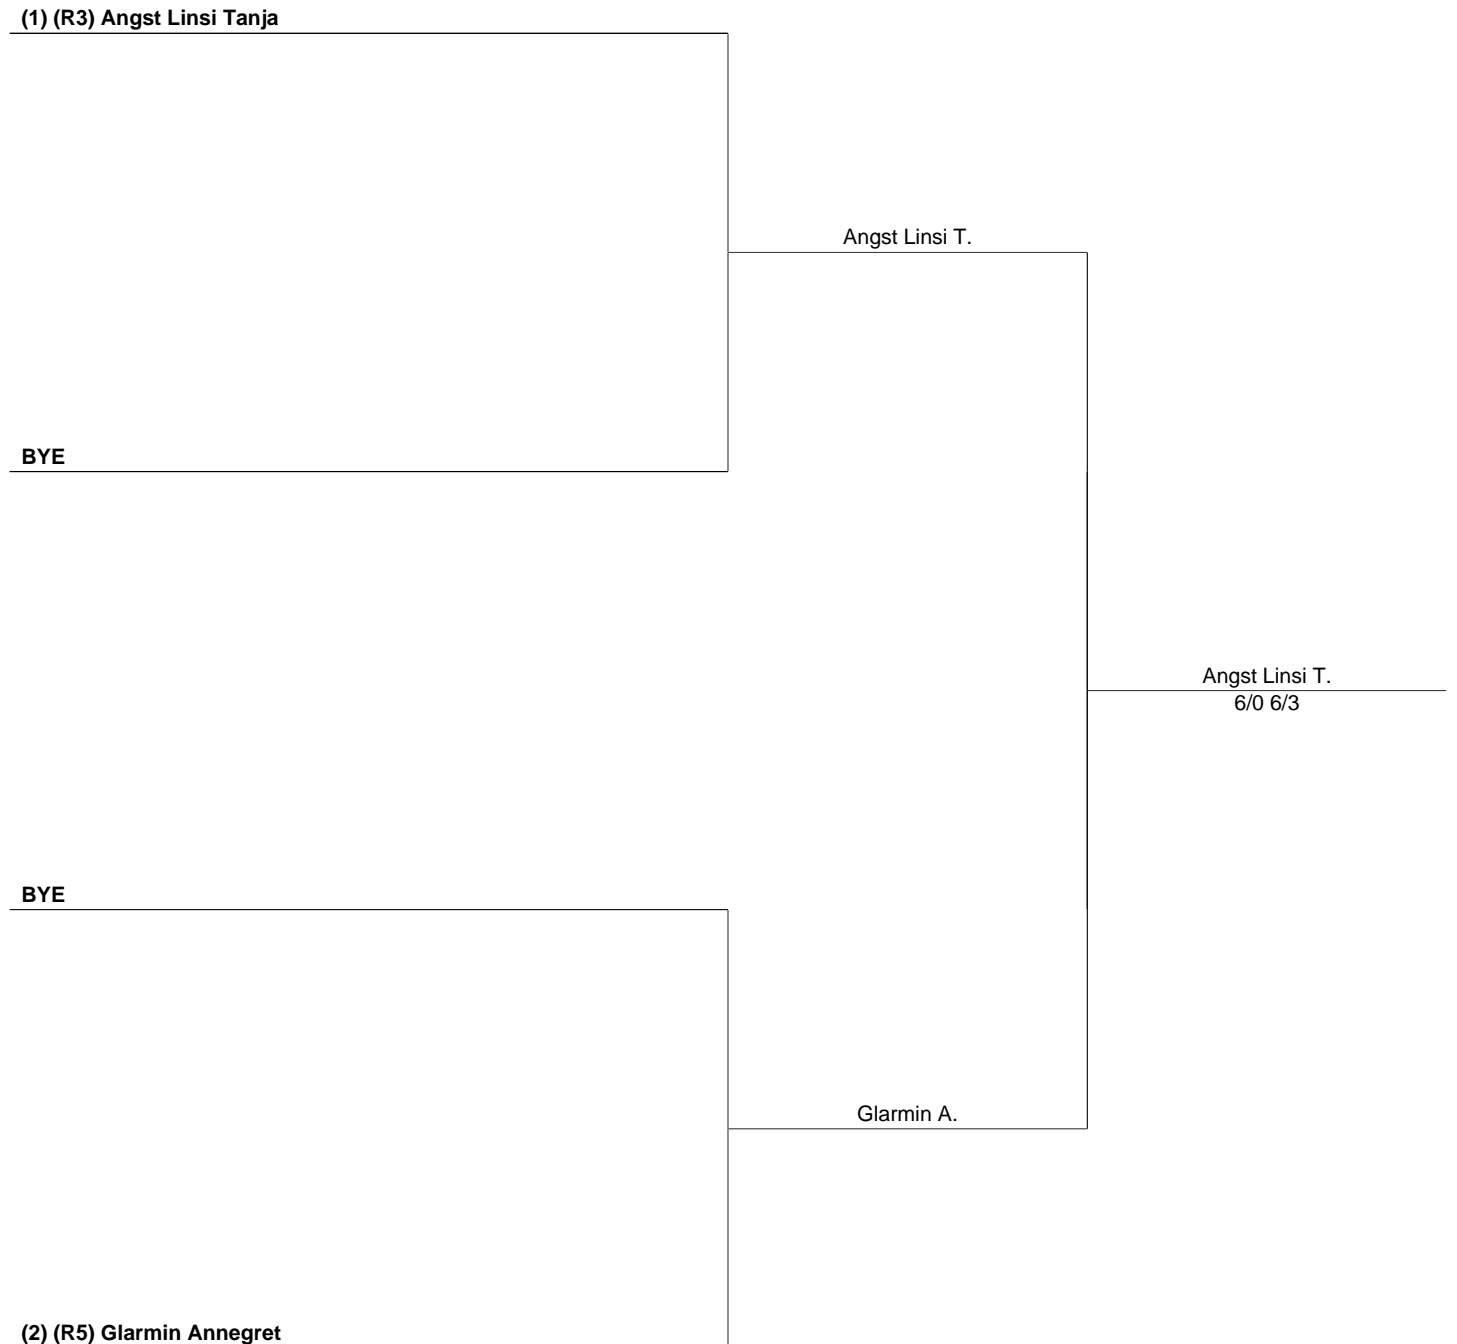 (1) (R3) Angst Linsi Tanja
Angst Linsi T.
BYE
Angst Linsi T.
6/0 6/3
BYE
Glarmin A.
(2) (R5) Glarmin Annegret